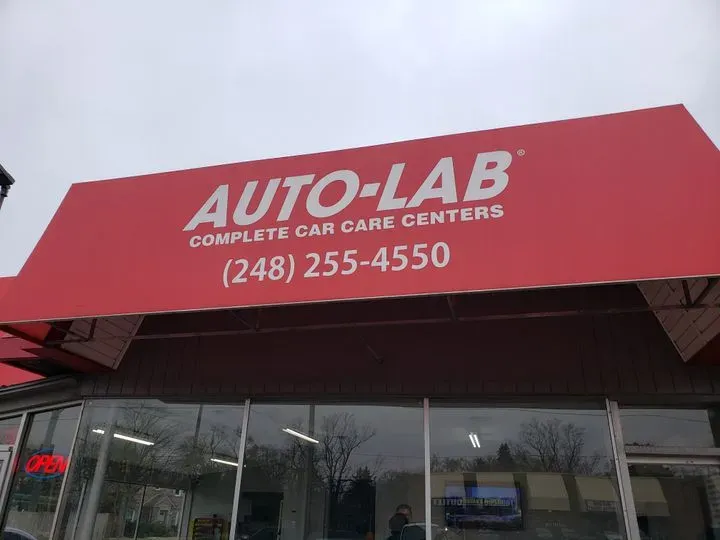 AUTO-LAB®
COMPLETE CAR CARE CENTERS
(248) 255-4550
OPEN